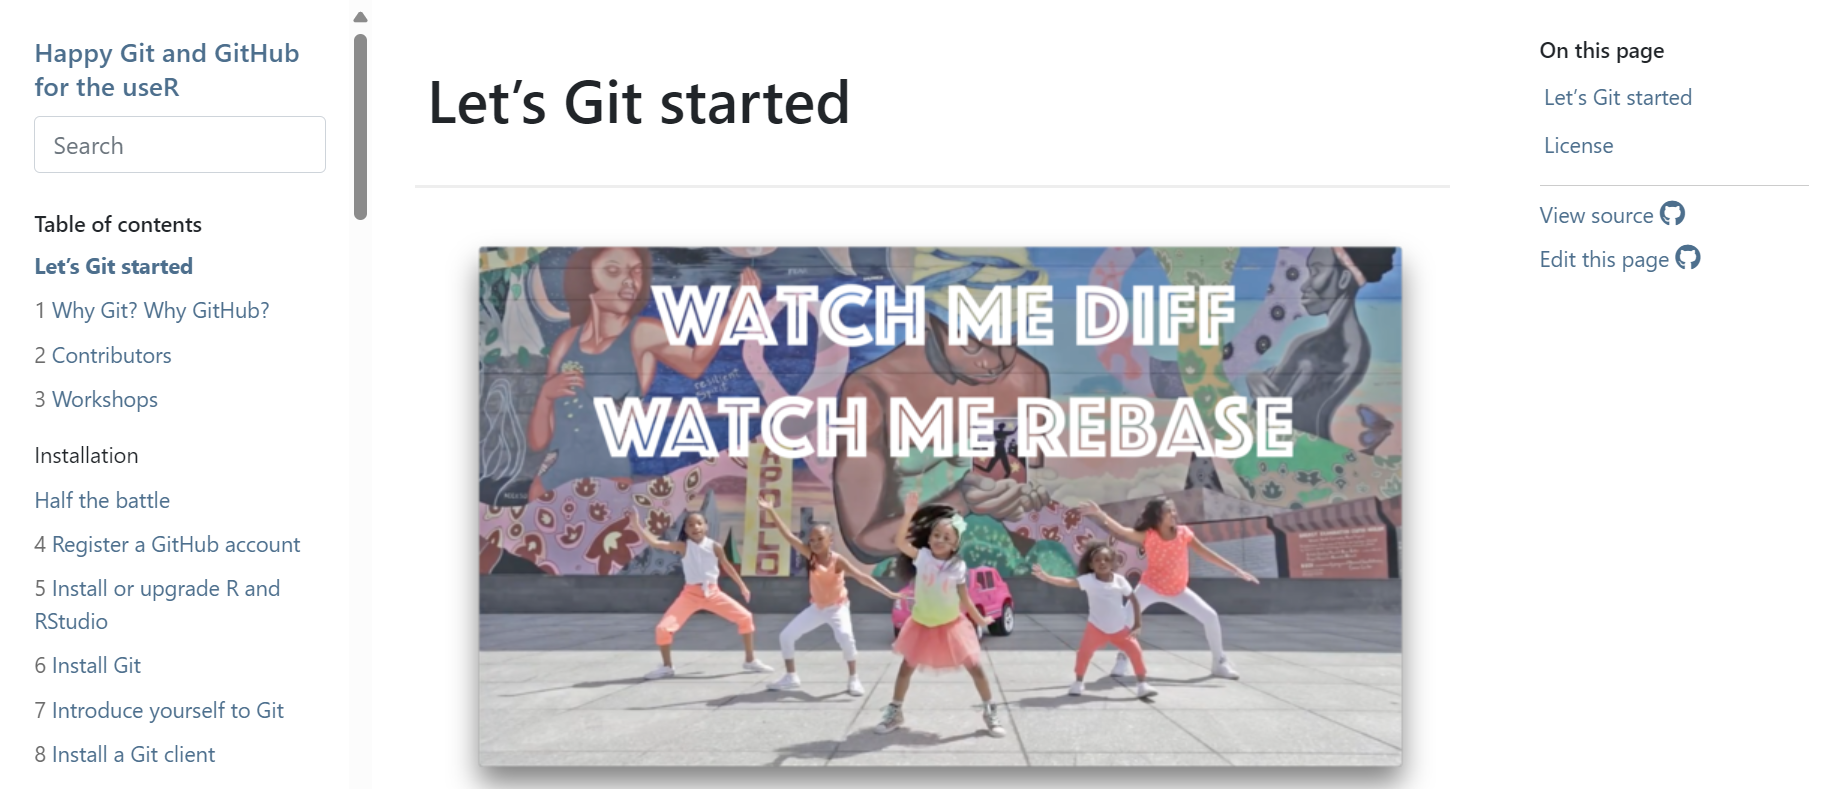 Happy Git and GitHub
for the useR
Search
Table of contents
Let’s Git started
1 Why Git? Why GitHub?
2 Contributors
3 Workshops
Installation
Half the battle
4 Register a GitHub account
5 Install or upgrade R and
RStudio
6 Install Git
7 Introduce yourself to Git
8 Install a Git client
Let’s Git started
WATCH ME DIFF
WATCH ME REBASE
resilient
spirit
APOLLO
On this page
Let’s Git started
License
View source
Edit this page